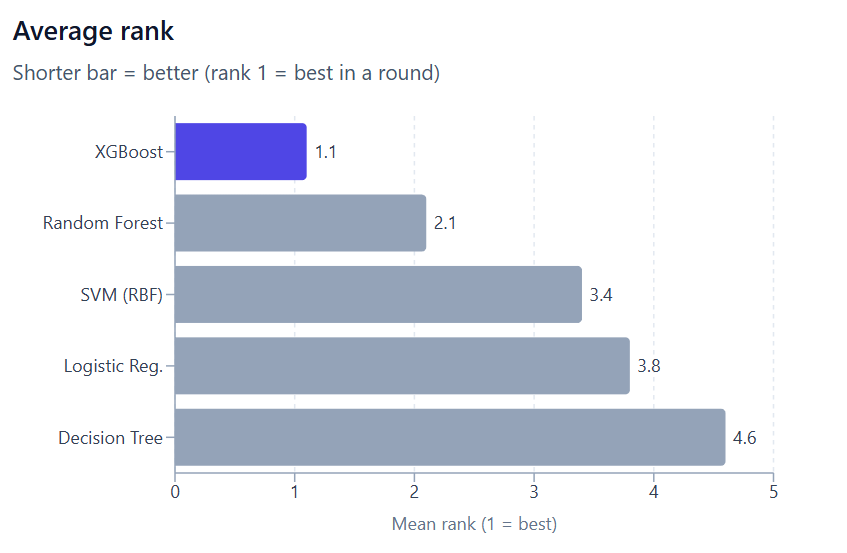 Average rank
Shorter bar = better (rank 1 = best in a round)
XGBoost 1.1
Random Forest 2.1
SVM (RBF) 3.4
Logistic Reg. 3.8
Decision Tree 4.6
0 1 2 3 4 5
Mean rank (1 = best)